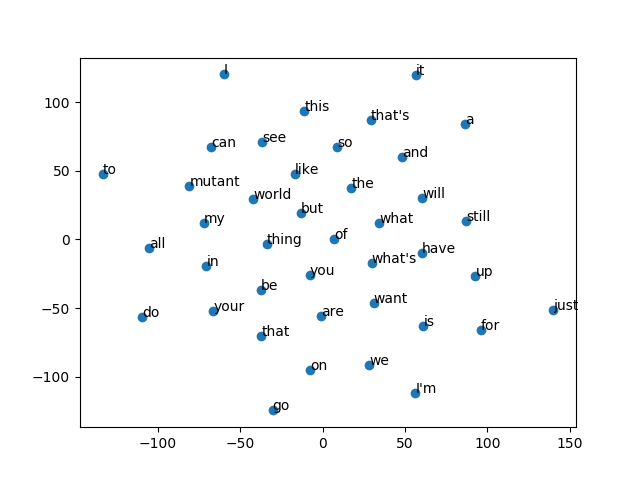 I
it
100
this
that's
a
can
see
so
and
50
to
like
mutant
the
world
will
but
my
what
still
0
of
all
thing
have
in
you
what's
up
be
want
−50
do
your
are
just
that
is
for
−100
on
we
I'm
go
−100
−50
0
50
100
150